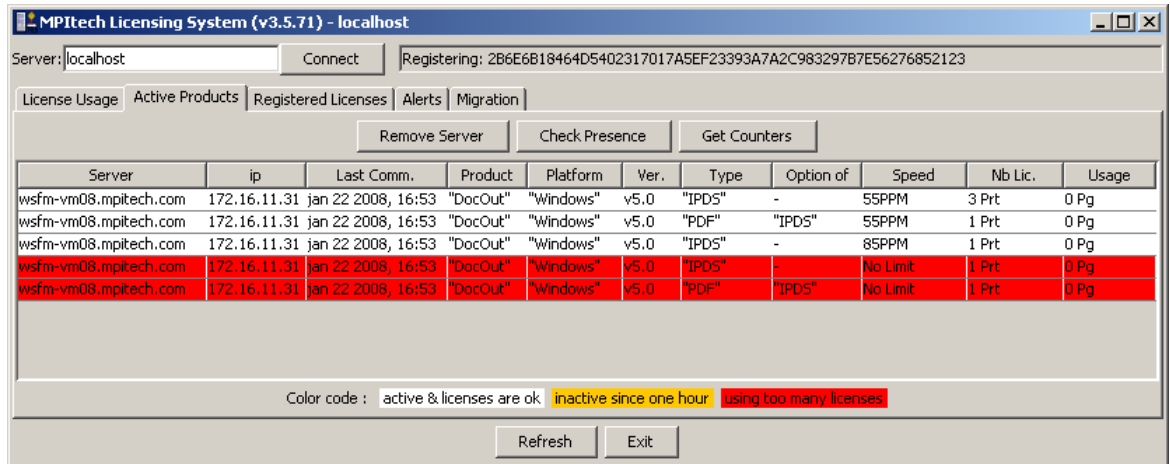 MPItech Licensing System (v3.5.71) - localhost
Server: localhost Connect Registering: 2B6E6B18464D5402317017A5EF23393A7A2C983297B7E56276852123
License Usage Active Products Registered Licenses Alerts Migration
Remove Server Check Presence Get Counters
Server ip Last Comm. Product Platform Ver. Type Option of Speed Nb Lic. Usage
wsfm-vm08.mpitech.com 172.16.11.31 jan 22 2008, 16:53 "DocOut" "Windows" v5.0 "IPDS" - 55PPM 3 Prt 0 Pg
wsfm-vm08.mpitech.com 172.16.11.31 jan 22 2008, 16:53 "DocOut" "Windows" v5.0 "PDF" "IPDS" 55PPM 1 Prt 0 Pg
wsfm-vm08.mpitech.com 172.16.11.31 jan 22 2008, 16:53 "DocOut" "Windows" v5.0 "IPDS" - 85PPM 1 Prt 0 Pg
wsfm-vm08.mpitech.com 172.16.11.31 jan 22 2008, 16:53 "DocOut" "Windows" v5.0 "IPDS" - No Limit 1 Prt 0 Pg
wsfm-vm08.mpitech.com 172.16.11.31 jan 22 2008, 16:53 "DocOut" "Windows" v5.0 "PDF" "IPDS" No Limit 1 Prt 0 Pg
Color code : active & licenses are ok inactive since one hour using too many licenses
Refresh Exit